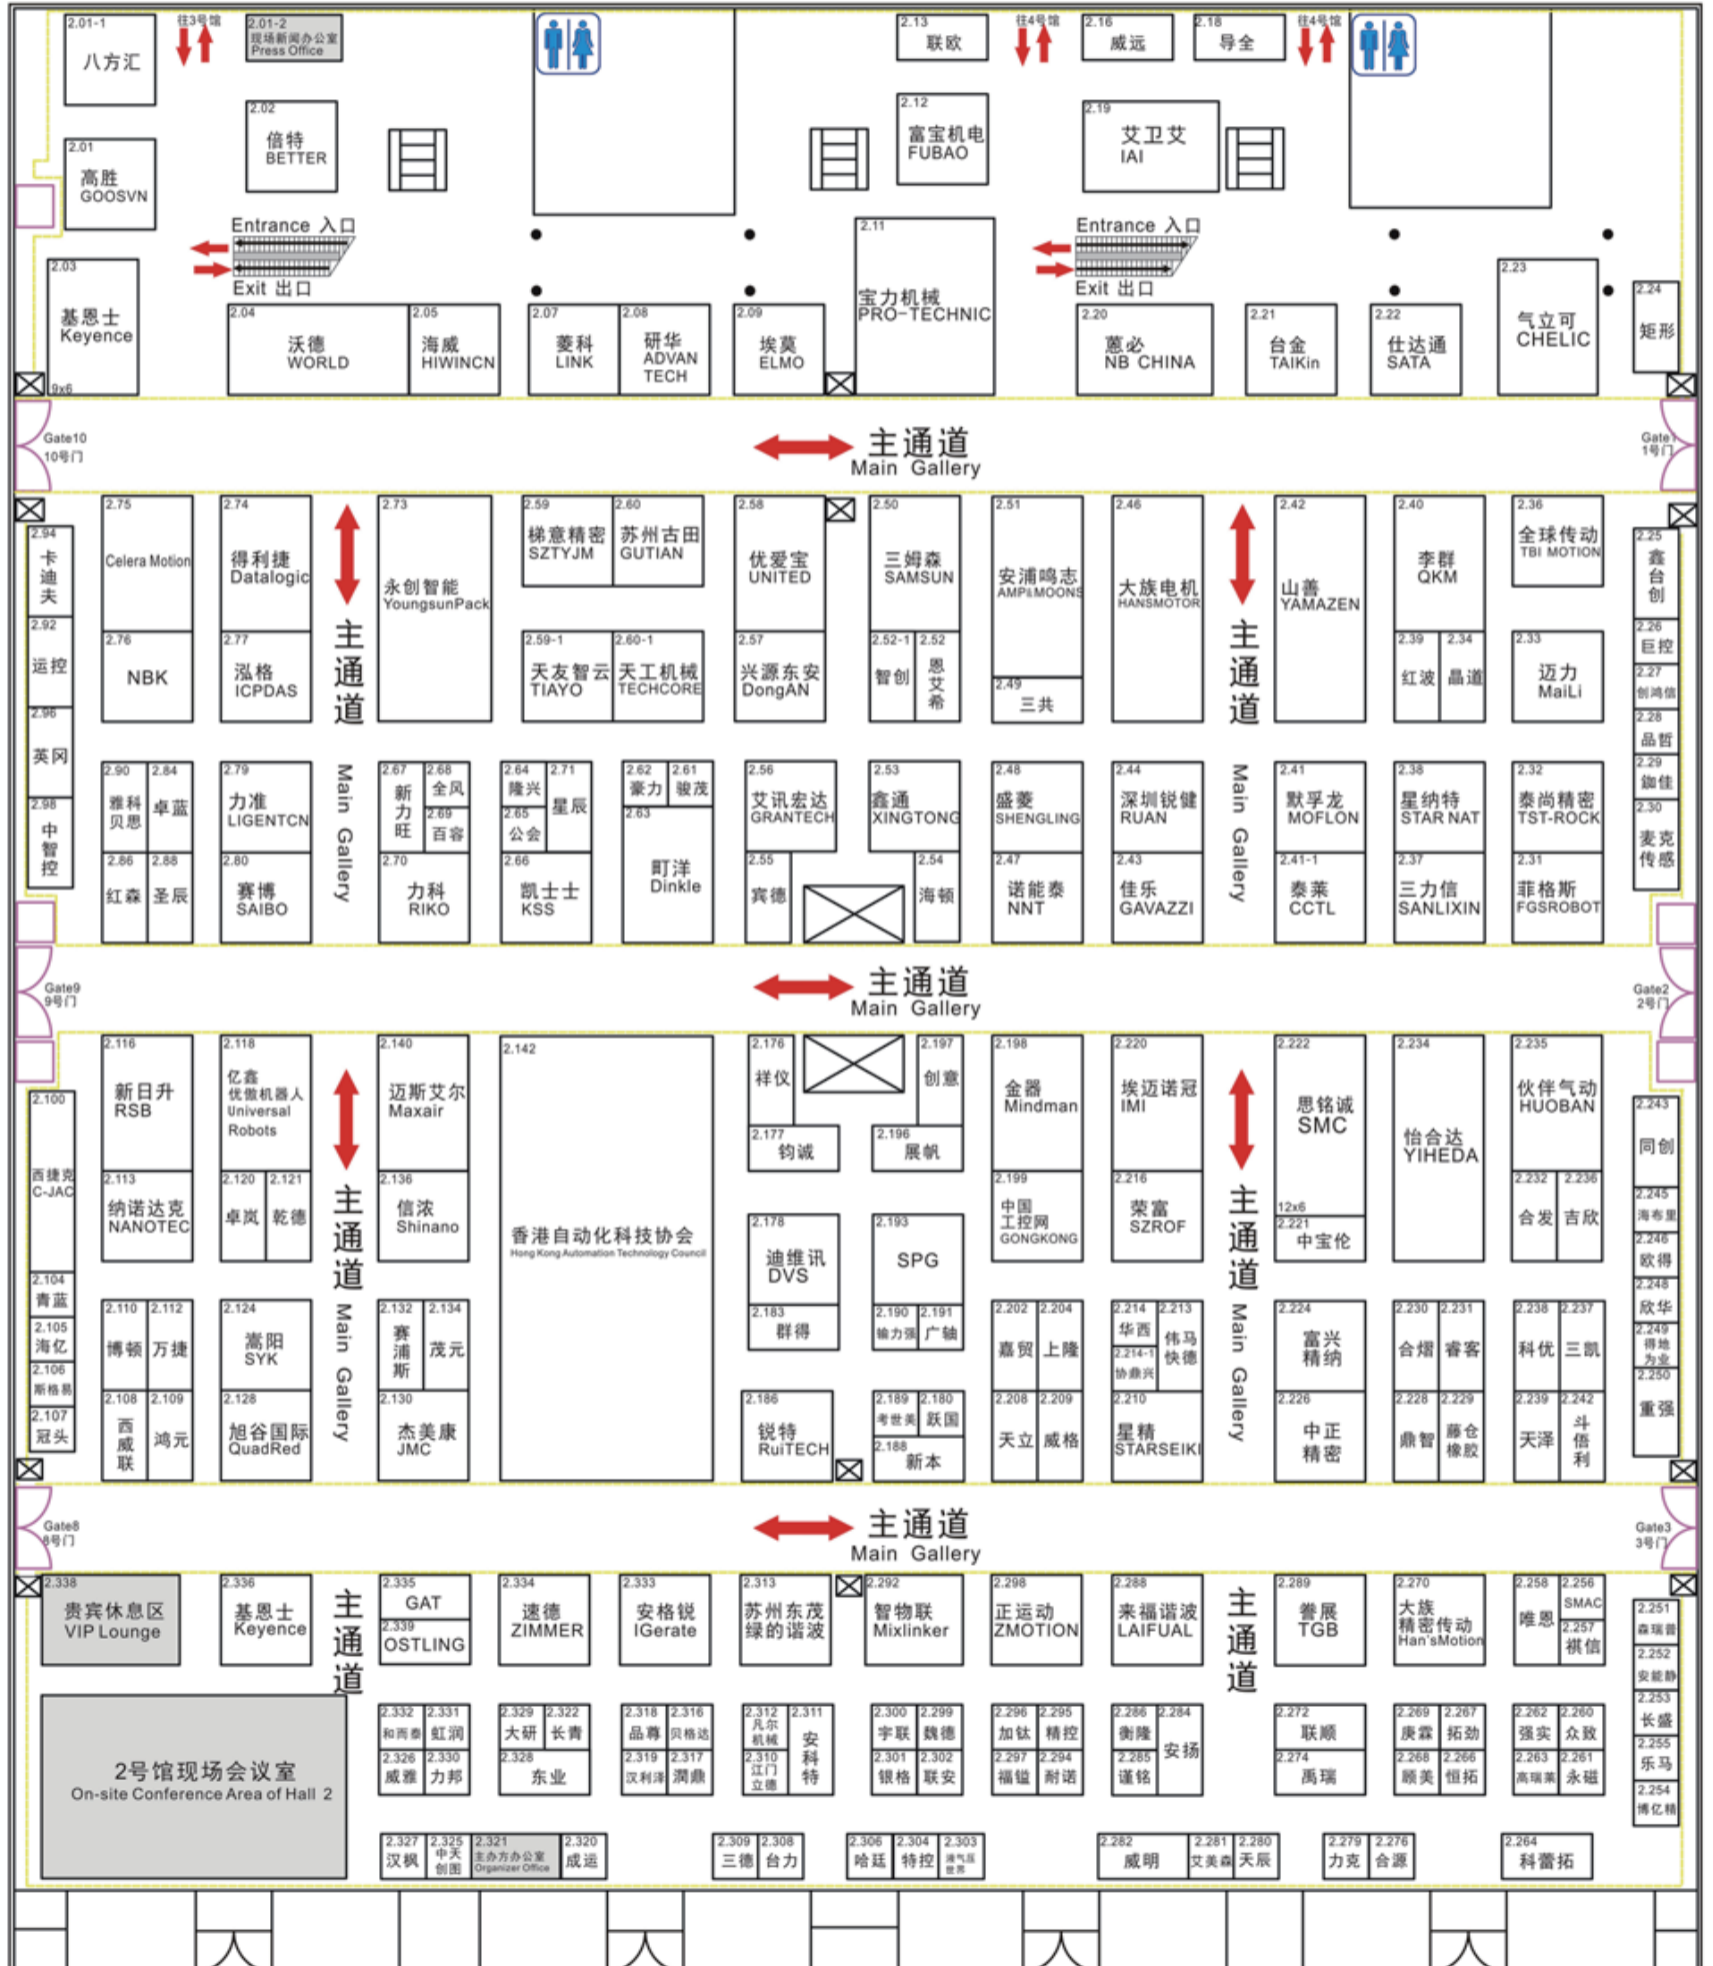 2.01-1
八方汇
往3号馆
2.01-2
现场新闻办公室
Press Office
2.13
联欧
往4号馆
2.16
威远
2.18
导全
往4号馆
2.02
倍特
BETTER
2.12
富宝机电
FUBAO
2.19
艾卫艾
IAI
2.01
高胜
GOOSVN
Entrance 入口
Exit 出口
2.11
宝力机械
PRO-TECHNIC
Entrance 入口
Exit 出口
2.03
基恩士
Keyence
9x6
2.23
气立可
CHELIC
2.24
矩形
2.04
沃德
WORLD
2.05
海威
HIWINCN
2.07
菱科
LINK
2.08
研华
ADVAN
TECH
2.09
埃莫
ELMO
2.20
蒽必
NB CHINA
2.21
台金
TAIKin
2.22
仕达通
SATA
Gate10
10号门
主通道
Main Gallery
Gate1
1号门
2.75
Celera Motion
2.74
得利捷
Datalogic
2.73
永创智能
YoungsunPack
2.59
梯意精密
SZTYJM
2.60
苏州古田
GUTIAN
2.58
优爱宝
UNITED
2.50
三姆森
SAMSUN
2.51
安浦鸣志
AMP&MOONS
2.46
大族电机
HANSMOTOR
2.42
山善
YAMAZEN
2.40
李群
QKM
2.36
全球传动
TBI MOTION
2.94
卡迪夫
2.25
鑫台创
2.92
运控
2.76
NBK
2.77
泓格
ICPDAS
主通道
Main Gallery
2.59-1
天友智云
TIAYO
2.60-1
天工机械
TECHCORE
2.57
兴源东安
DongAN
2.52-1
智创
2.52
恩艾希
2.49
三共
主通道
Main Gallery
2.39
红波
2.34
晶道
2.33
迈力
MaiLi
2.26
巨控
2.27
创鸿信
2.96
英冈
2.28
品哲
2.90
雅科
贝思
2.84
卓蓝
2.79
力准
LIGENTCN
2.67
新力旺
2.68
全风
2.69
百容
2.64
隆兴
2.71
星辰
2.65
公会
2.62
豪力
2.61
骏茂
2.63
町洋
Dinkle
2.56
艾讯宏达
GRANTECH
2.53
鑫通
XINGTONG
2.48
盛菱
SHENGLING
2.44
深圳锐健
RUAN
2.41
默孚龙
MOFLON
2.38
星纳特
STAR NAT
2.32
泰尚精密
TST-ROCK
2.29
铷佳
2.30
麦克
传感
2.98
中智控
2.86
红森
2.88
圣辰
2.80
赛博
SAIBO
2.70
力科
RIKO
2.66
凯士士
KSS
2.55
宾德
2.54
海顿
2.47
诺能泰
NNT
2.43
佳乐
GAVAZZI
2.41-1
泰莱
CCTL
2.37
三力信
SANLIXIN
2.31
菲格斯
FGSROBOT
Gate9
9号门
主通道
Main Gallery
Gate2
2号门
2.116
新日升
RSB
2.118
亿鑫
优傲机器人
Universal
Robots
2.140
迈斯艾尔
Maxair
2.142
香港自动化科技协会
Hong Kong Automation Technology Council
2.176
祥仪
2.197
创意
2.198
金器
Mindman
2.220
埃迈诺冠
IMI
2.222
思铭诚
SMC
12x6
2.234
怡合达
YIHEDA
2.235
伙伴气动
HUOBAN
2.100
西捷克
C-JAC
2.243
同创
2.177
钧诚
2.196
展帆
2.113
纳诺达克
NANOTEC
2.120
卓岚
2.121
乾德
主通道
Main Gallery
2.136
信浓
Shinano
2.178
迪维讯
DVS
2.193
SPG
2.199
中国
工控网
GONGKONG
2.216
荣富
SZROF
主通道
Main Gallery
2.221
中宝伦
2.232
合发
2.236
吉欣
2.245
海布里
2.246
欧得
2.104
青蓝
2.248
欣华
2.105
海亿
2.110
博顿
2.112
万捷
2.124
嵩阳
SYK
2.132
赛浦斯
2.134
茂元
2.183
群得
2.190
输力强
2.191
广轴
2.202
嘉贸
2.204
上隆
2.214
华西
2.214-1
协鼎兴
2.213
伟马
快德
2.224
富兴
精纳
2.230
合熠
2.231
睿客
2.238
科优
2.237
三凯
2.249
得地
为业
2.106
斯格易
2.107
冠头
2.108
西威联
2.109
鸿元
2.128
旭谷国际
QuadRed
2.130
杰美康
JMC
2.186
锐特
RuiTECH
2.189
考世美
2.180
跃国
2.188
新本
2.208
天立
2.209
威格
2.210
星精
STARSEIKI
2.226
中正
精密
2.228
鼎智
2.229
藤仓
橡胶
2.239
天泽
2.242
斗悟利
2.250
重强
Gate8
8号门
主通道
Main Gallery
Gate3
3号门
2.338
贵宾休息区
VIP Lounge
2.336
基恩士
Keyence
主通道
2.335
GAT
2.339
OSTLING
2.334
速德
ZIMMER
2.333
安格锐
IGerate
2.313
苏州东茂
绿的谐波
2.292
智物联
Mixlinker
2.298
正运动
ZMOTION
2.288
来福谐波
LAIFUAL
主通道
2.289
誊展
TGB
2.270
大族
精密传动
Han'sMotion
2.258
唯恩
2.256
SMAC
2.257
祺信
2.251
森瑞普
2.252
安能静
2号馆现场会议室
On-site Conference Area of Hall 2
2.332
和而泰
2.331
虹润
2.329
大研
2.322
长青
2.318
品尊
2.316
贝格达
2.312
凡尔
机械
2.311
安科特
2.300
宇联
2.299
魏德
2.296
加钛
2.295
精控
2.286
衡隆
2.284
安扬
2.272
联顺
2.269
庚霖
2.267
拓劲
2.262
强实
2.260
众致
2.253
长盛
2.326
威雅
2.330
力邦
2.328
东业
2.319
汉利泽
2.317
潤鼎
2.310
江门
立德
2.301
银格
2.302
联安
2.297
福镒
2.294
耐诺
2.285
谨铭
2.274
禹瑞
2.268
顾美
2.266
恒拓
2.263
高瑞莱
2.261
永磁
2.255
乐马
2.254
博亿精
2.327
汉枫
2.325
中天
创图
2.321
主办方办公室
Organizer Office
2.320
成运
2.309
三德
2.308
台力
2.306
哈廷
2.304
特控
2.303
液气压
世界
2.282
威明
2.281
艾美森
2.280
天辰
2.279
力克
2.276
合源
2.264
科蕾拓